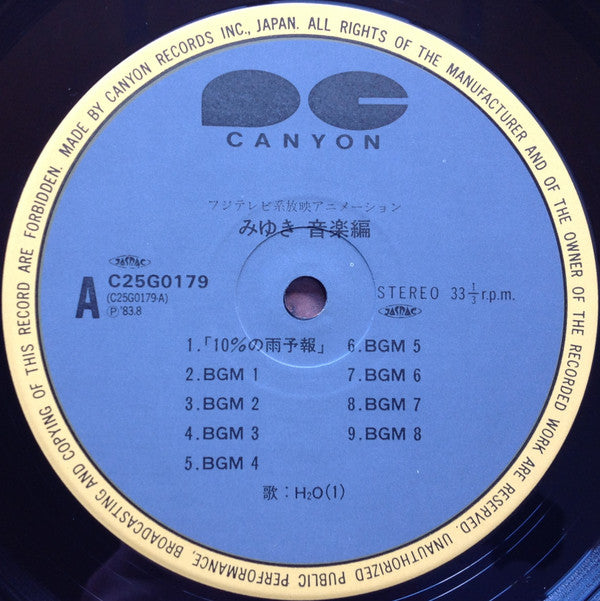 MADE BY CANYON RECORDS INC., JAPAN. ALL RIGHTS OF THE MANUFACTURER AND OF THE OWNER OF THE RECORDED WORK ARE RESERVED. UNAUTHORIZED PUBLIC PERFORMANCE, BROADCASTING AND COPYING OF THIS RECORD ARE FORBIDDEN.
PC
CANYON
フジテレビ系放映アニメーション
みゆき 音楽編
JASRAC
A
C25G0179
(C25G0179-A)
Ⓟ '83.8
STEREO 33⅓r.p.m.
JASRAC
1.「10%の雨予報」
2.BGM 1
3.BGM 2
4.BGM 3
5.BGM 4
6.BGM 5
7.BGM 6
8.BGM 7
9.BGM 8
歌：H₂O(1)